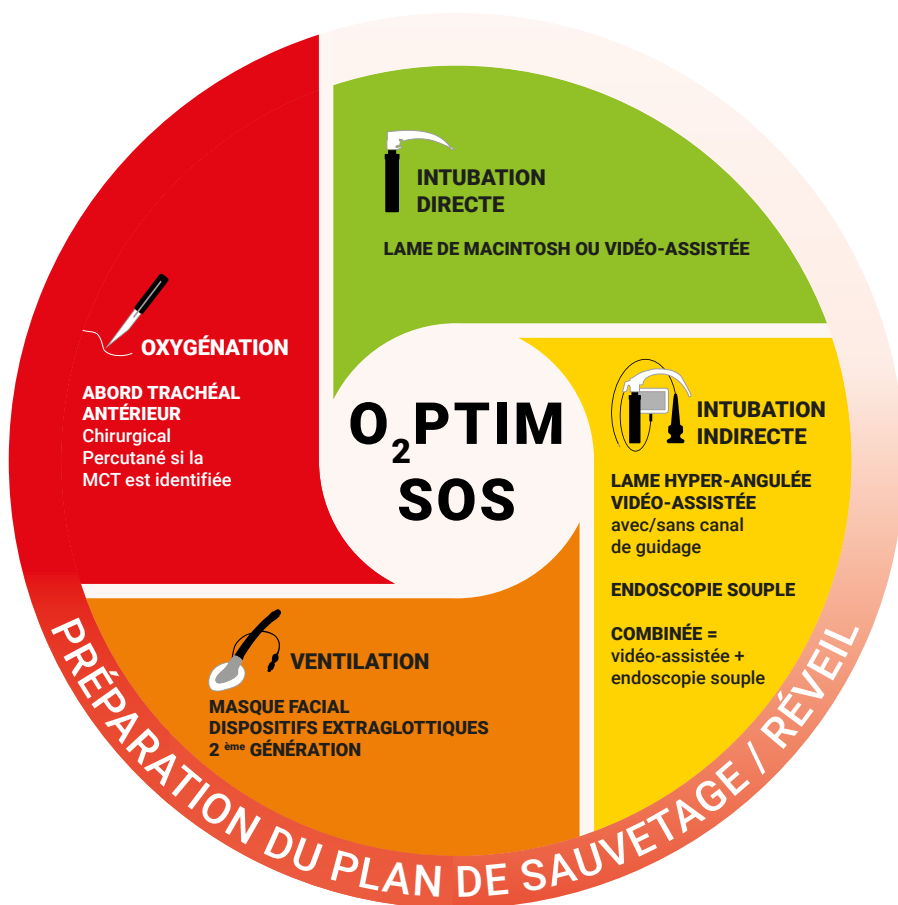 INTUBATION
DIRECTE
LAME DE MACINTOSH OU VIDÉO-ASSISTÉE
INTUBATION
INDIRECTE
LAME HYPER-ANGULÉE
VIDÉO-ASSISTÉE
avec/sans canal
de guidage
ENDOSCOPIE SOUPLE
COMBINÉE =
vidéo-assistée +
endoscopie souple
VENTILATION
MASQUE FACIAL
DISPOSITIFS EXTRAGLOTTIQUES
2 ème GÉNÉRATION
OXYGÉNATION
ABORD TRACHÉAL
ANTÉRIEUR
Chirurgical
Percutané si la
MCT est identifiée
O₂PTIM
SOS
PRÉPARATION DU PLAN DE SAUVETAGE / RÉVEIL